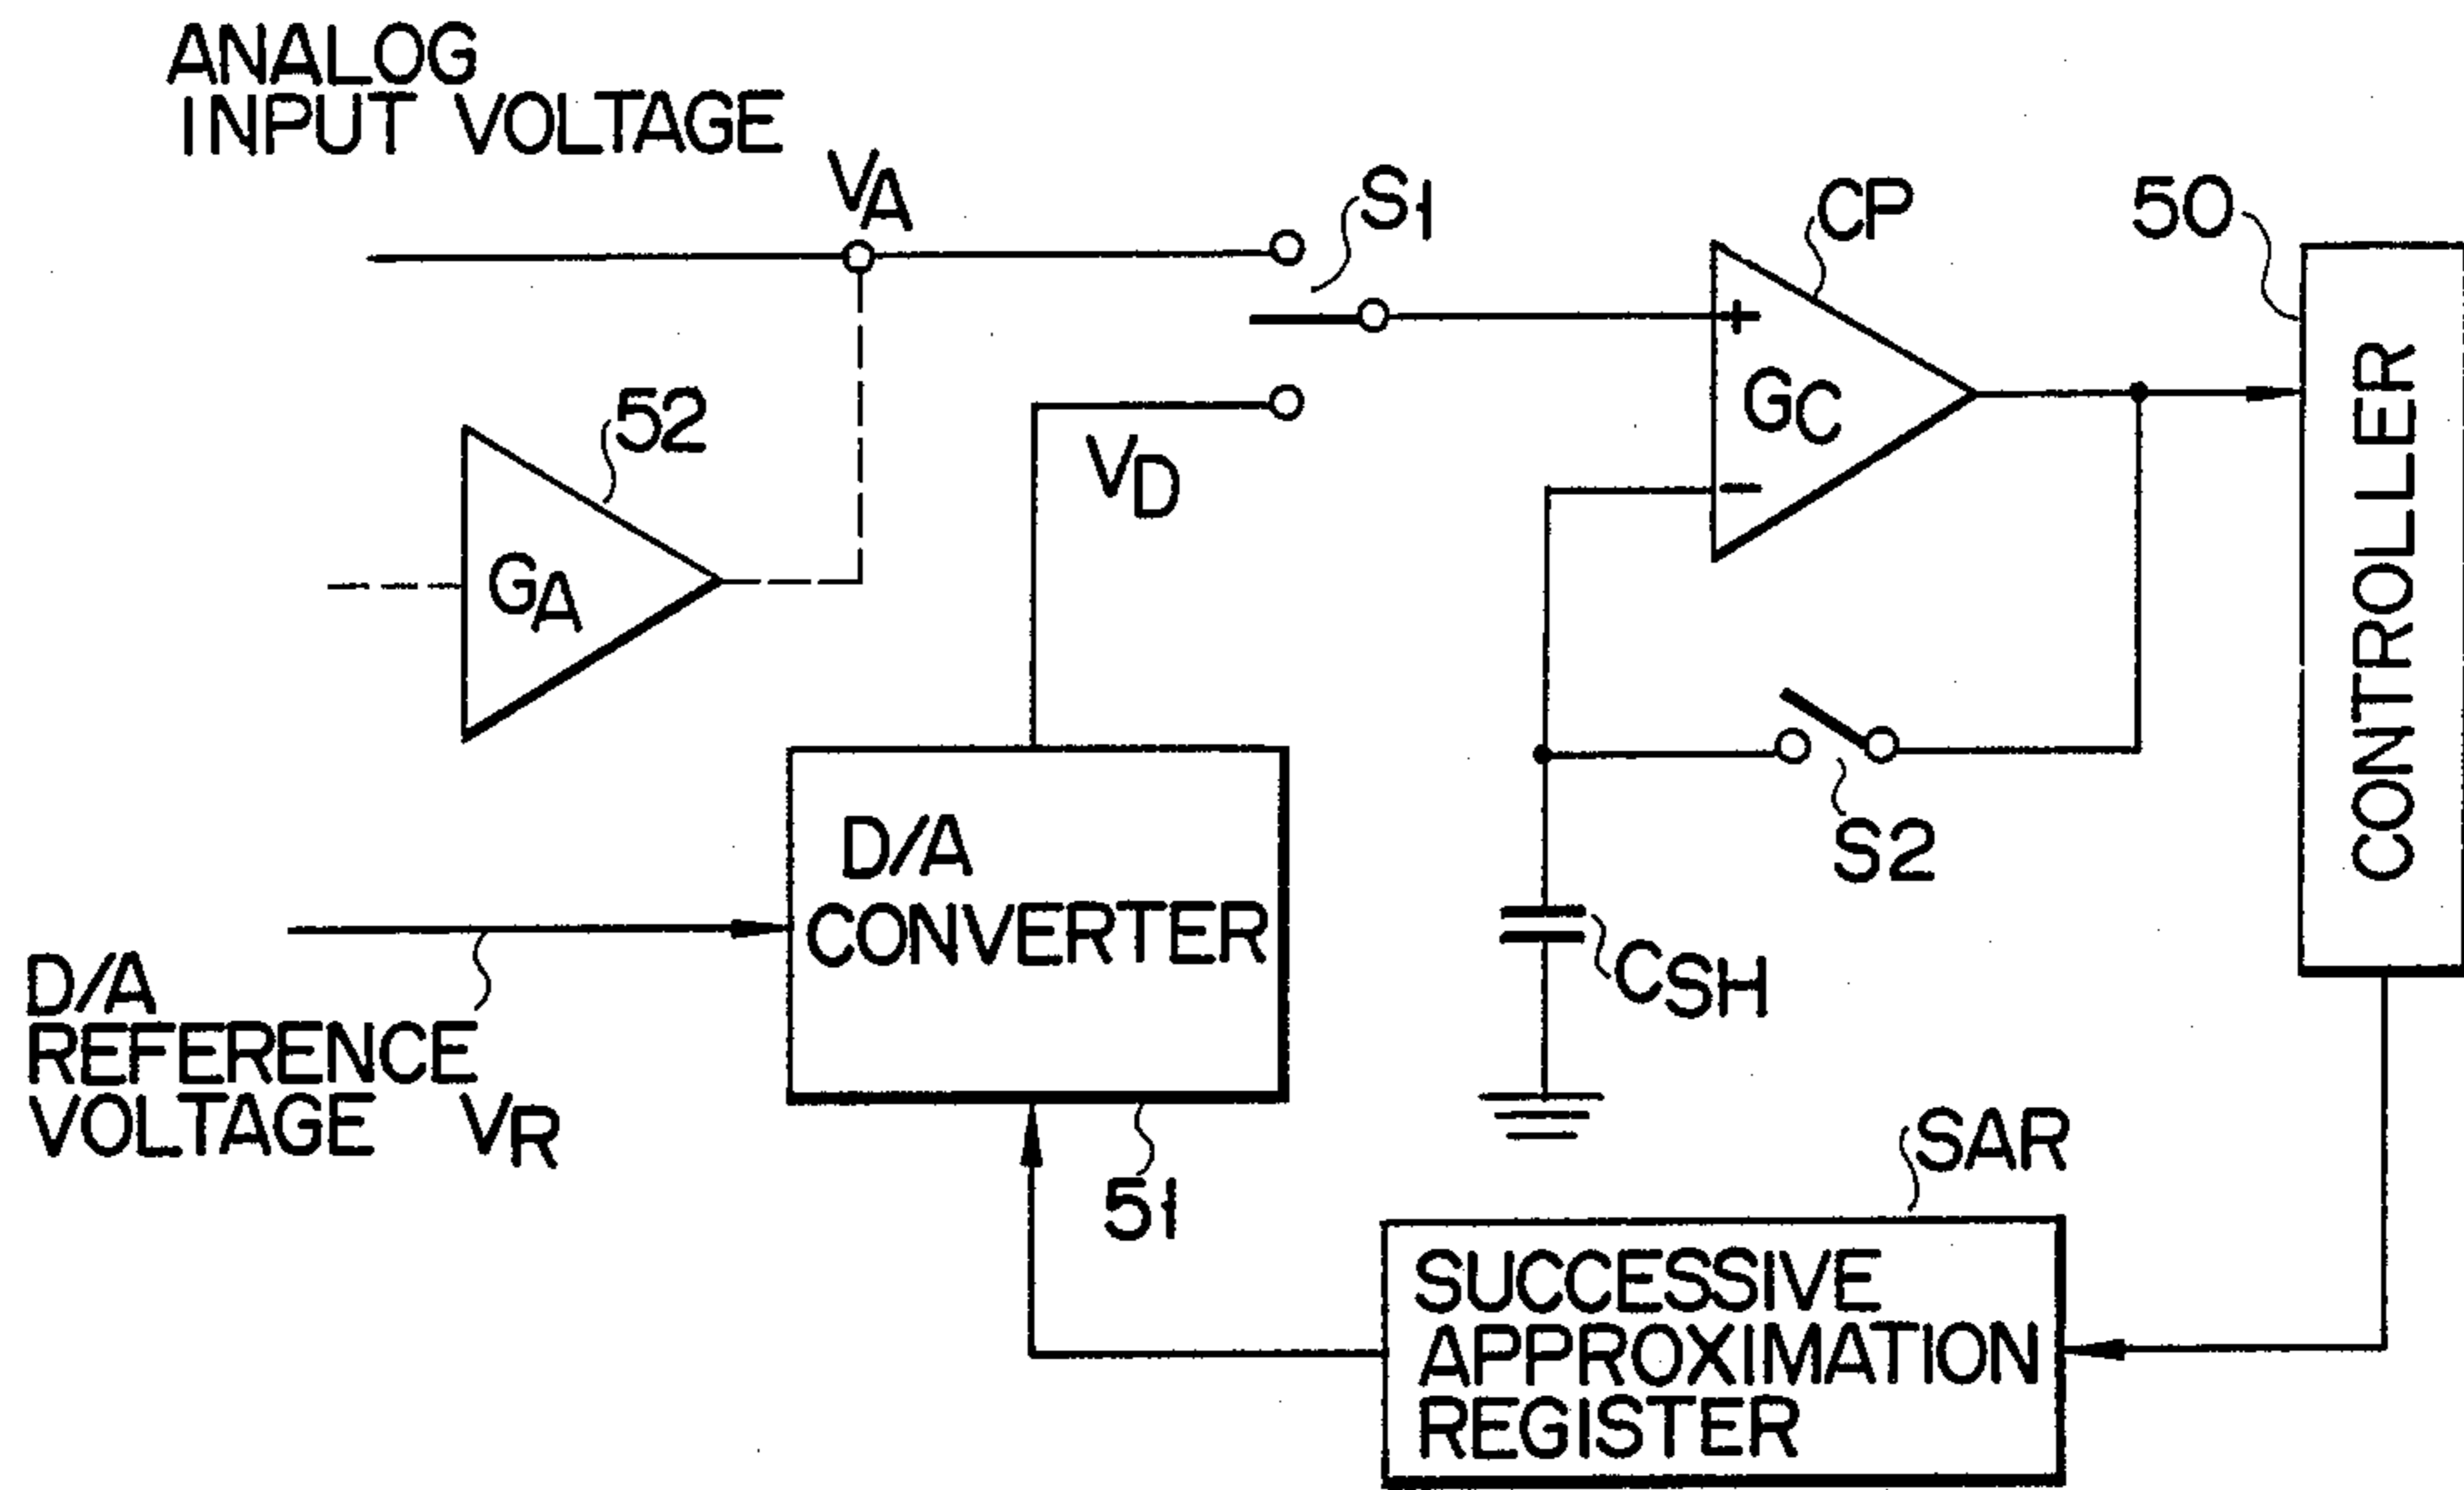 ANALOG
INPUT VOLTAGE
VA
S1
CP
50
+
GC
-
52
GA
VD
CONTROLLER
S2
D/A
CONVERTER
CSH
D/A
REFERENCE
VOLTAGE VR
51
SAR
SUCCESSIVE
APPROXIMATION
REGISTER